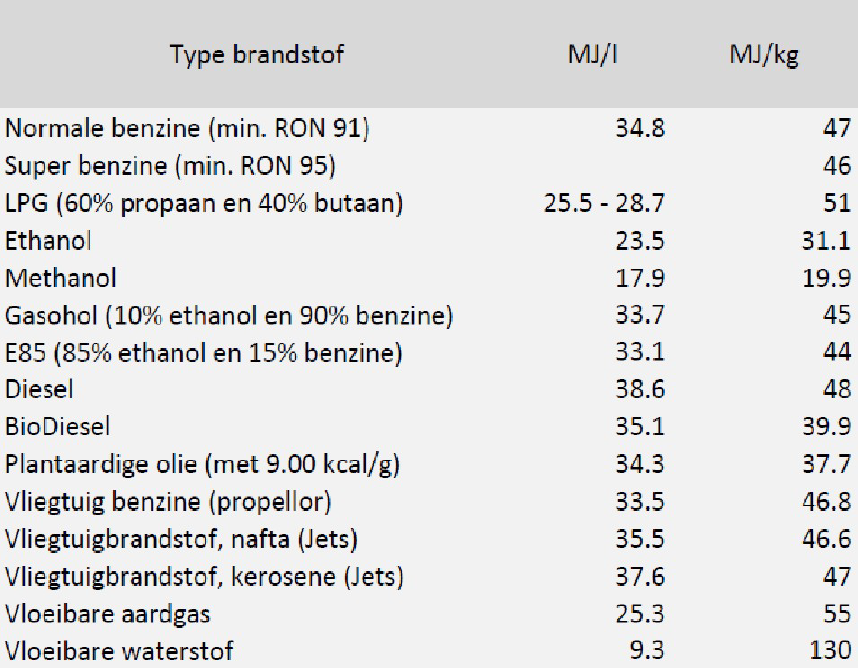 Type brandstof MJ/l MJ/kg
Normale benzine (min. RON 91) 34.8 47
Super benzine (min. RON 95) 46
LPG (60% propaan en 40% butaan) 25.5 - 28.7 51
Ethanol 23.5 31.1
Methanol 17.9 19.9
Gasohol (10% ethanol en 90% benzine) 33.7 45
E85 (85% ethanol en 15% benzine) 33.1 44
Diesel 38.6 48
BioDiesel 35.1 39.9
Plantaardige olie (met 9.00 kcal/g) 34.3 37.7
Vliegtuig benzine (propellor) 33.5 46.8
Vliegtuigbrandstof, nafta (Jets) 35.5 46.6
Vliegtuigbrandstof, kerosene (Jets) 37.6 47
Vloeibare aardgas 25.3 55
Vloeibare waterstof 9.3 130